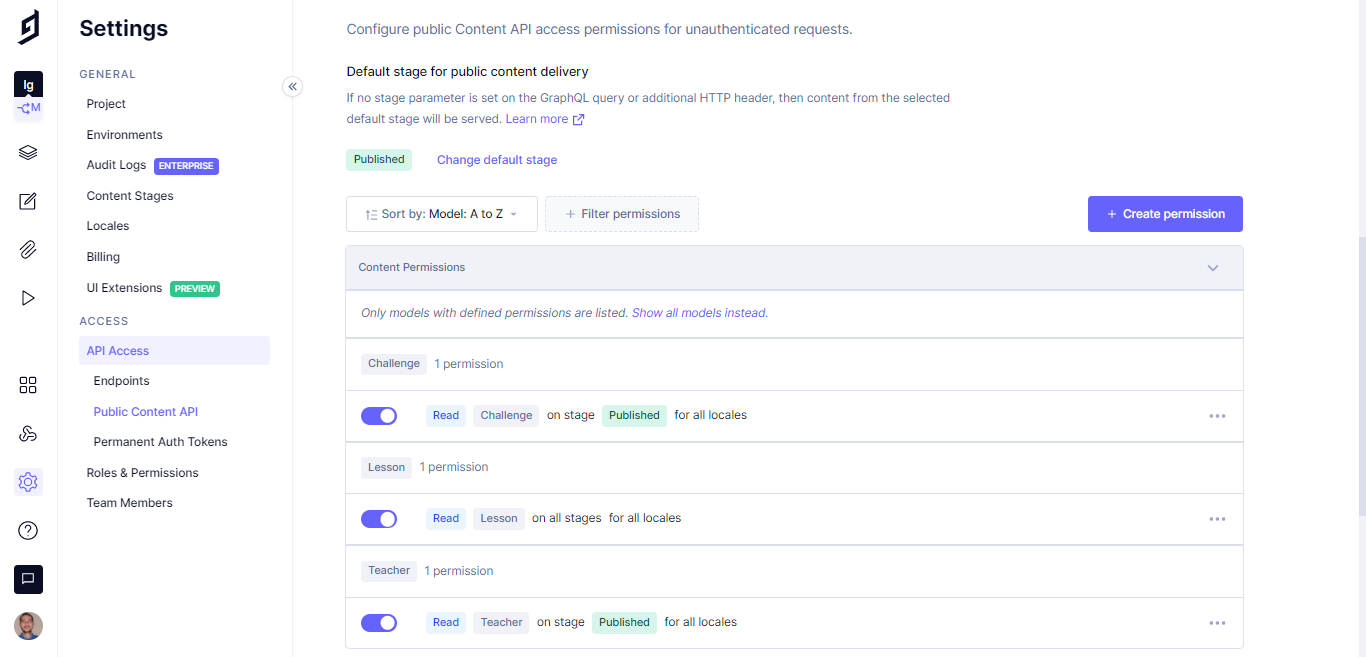 lg
M
Settings
GENERAL
Project
Environments
Audit Logs ENTERPRISE
Content Stages
Locales
Billing
UI Extensions PREVIEW
ACCESS
API Access
Endpoints
Public Content API
Permanent Auth Tokens
Roles & Permissions
Team Members
Configure public Content API access permissions for unauthenticated requests.
Default stage for public content delivery
If no stage parameter is set on the GraphQL query or additional HTTP header, then content from the selected
default stage will be served. Learn more
Published Change default stage
Sort by: Model: A to Z + Filter permissions + Create permission
Content Permissions
Only models with defined permissions are listed. Show all models instead.
Challenge 1 permission
Read Challenge on stage Published for all locales
Lesson 1 permission
Read Lesson on all stages for all locales
Teacher 1 permission
Read Teacher on stage Published for all locales